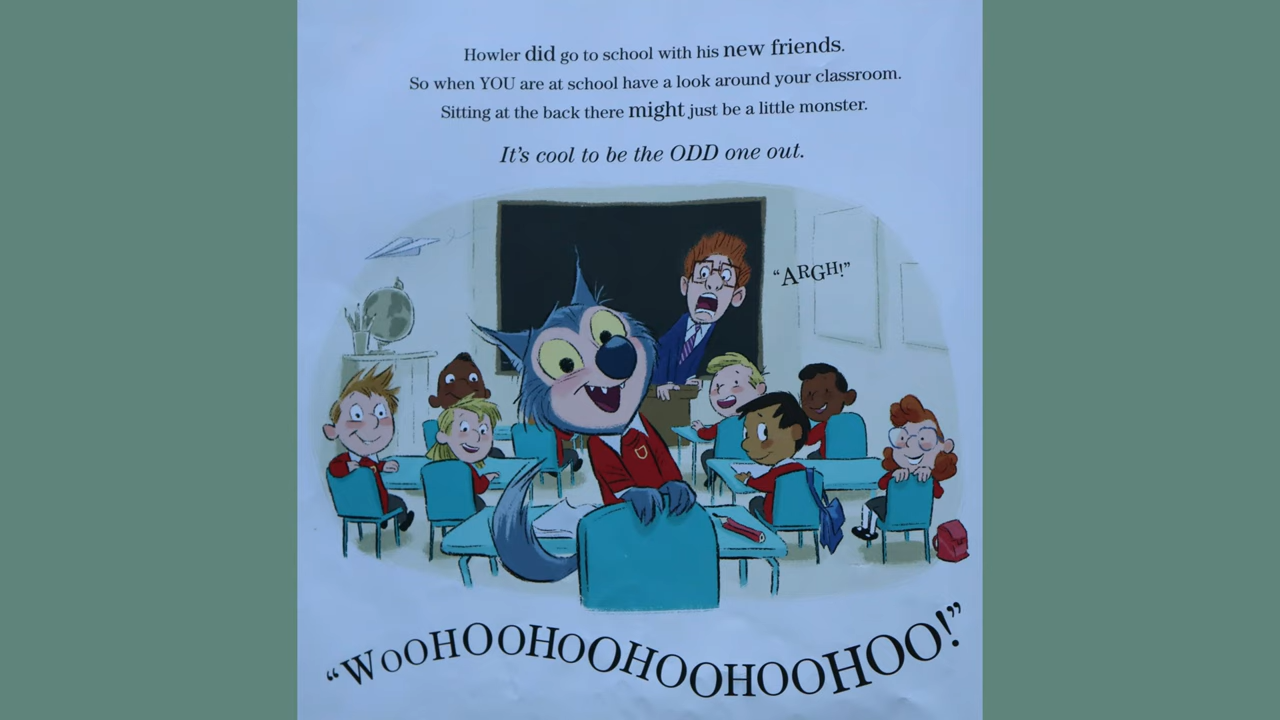 Howler did go to school with his new friends.
So when YOU are at school have a look around your classroom.
Sitting at the back there might just be a little monster.
It's cool to be the ODD one out.
“ARGH!”
“WOOHOOHOOHOOHOOHOO!”